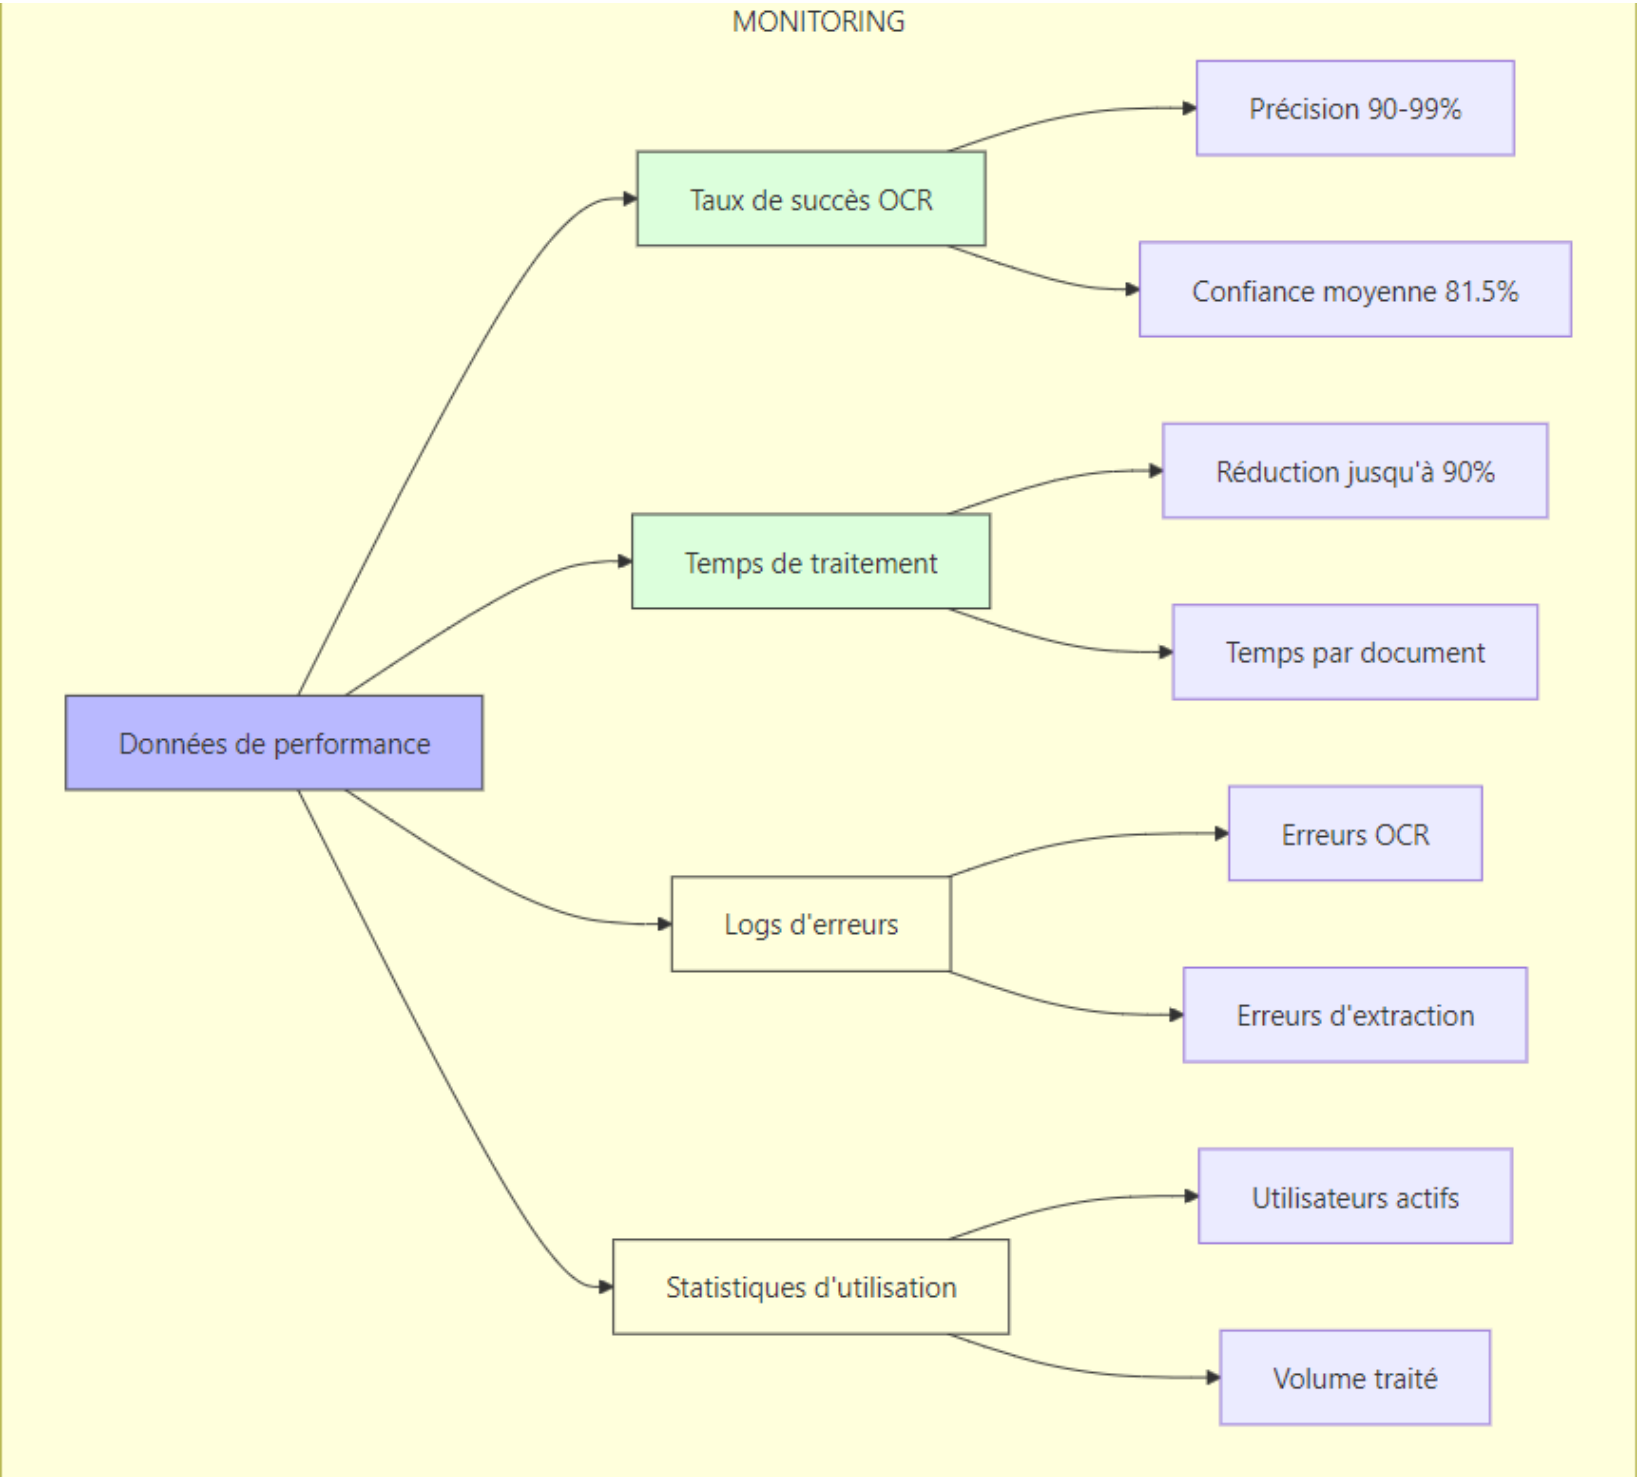 MONITORING
Précision 90-99%
Taux de succès OCR
Confiance moyenne 81.5%
Réduction jusqu'à 90%
Temps de traitement
Temps par document
Données de performance
Erreurs OCR
Logs d'erreurs
Erreurs d'extraction
Utilisateurs actifs
Statistiques d'utilisation
Volume traité